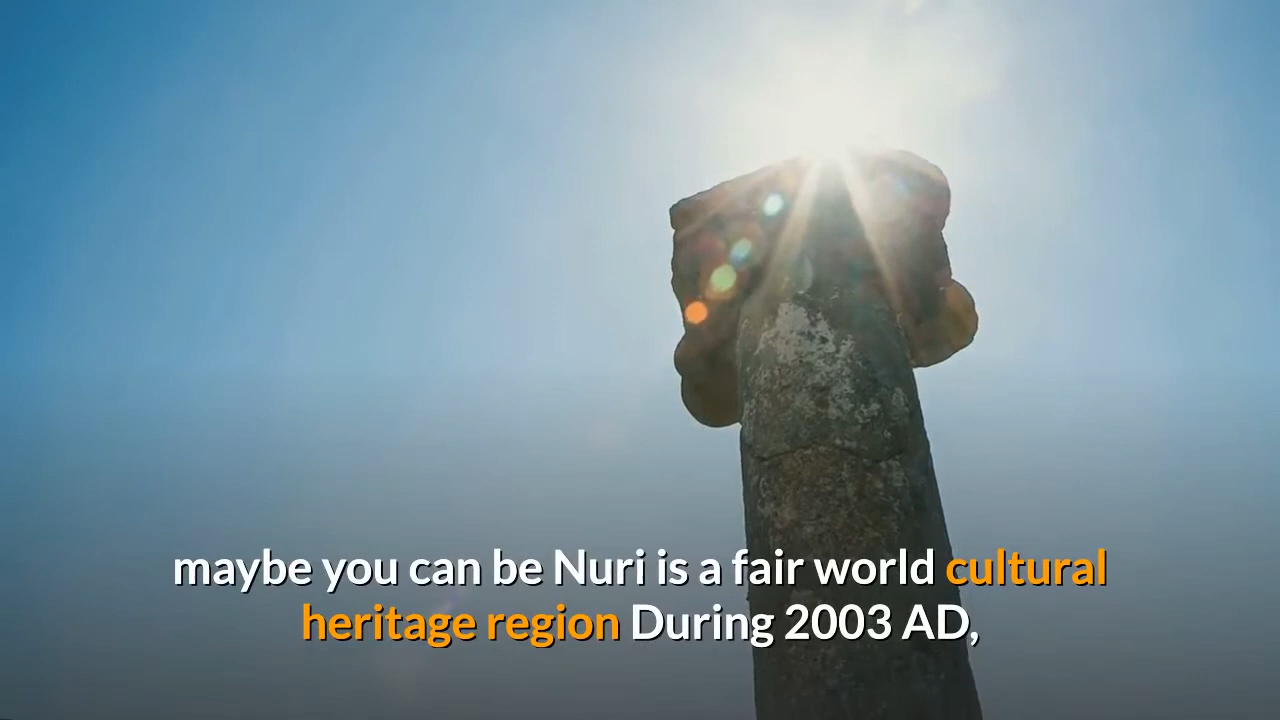 maybe you can be Nuri is a fair world cultural
heritage region During 2003 AD,